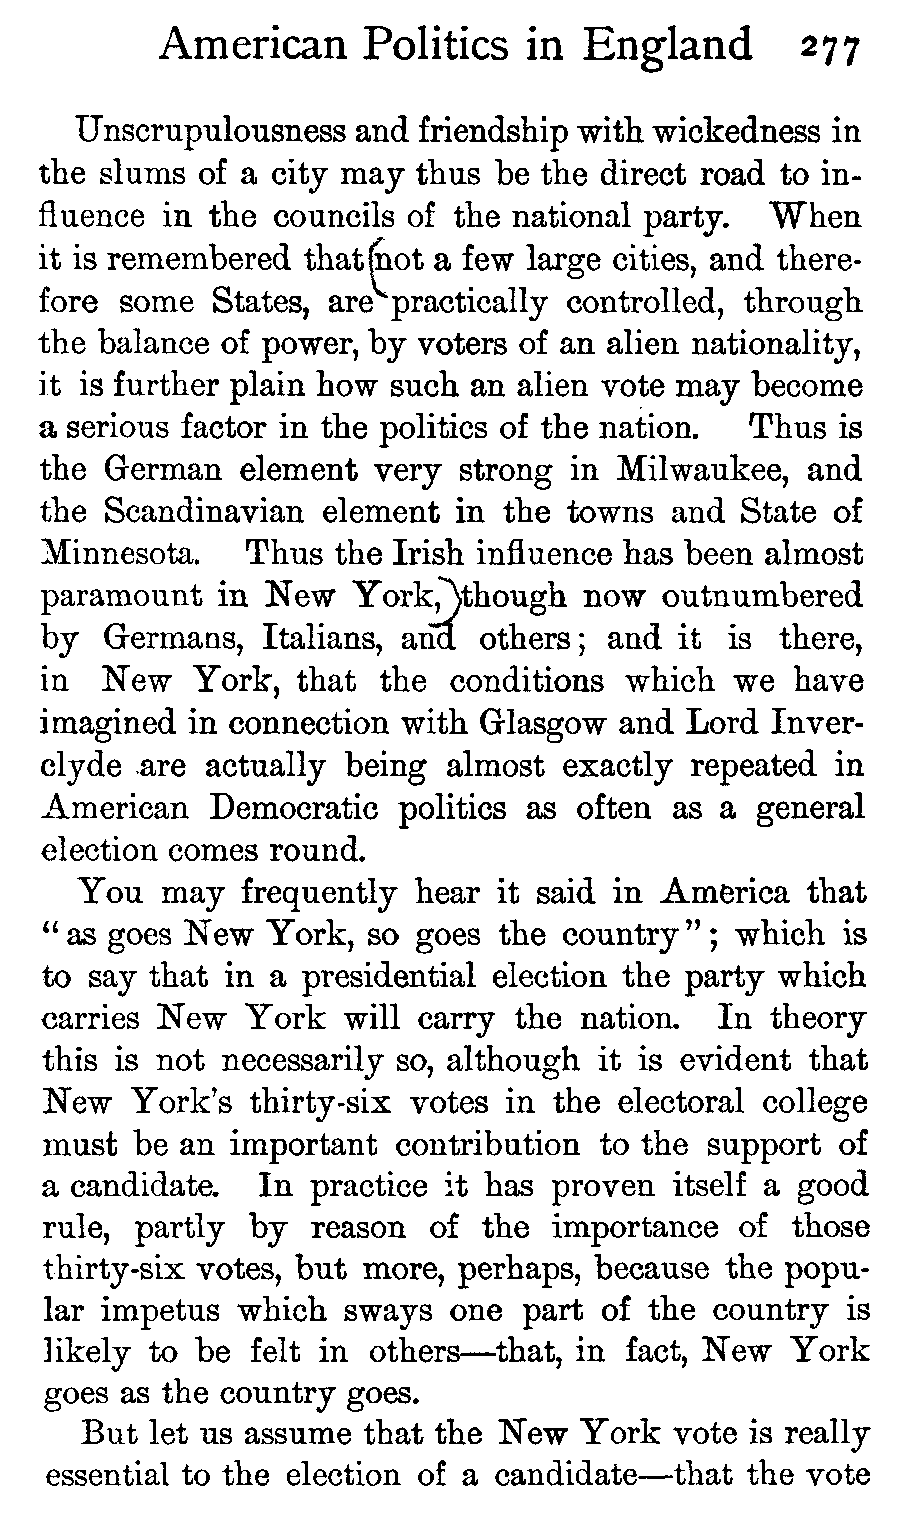 American Politics in England 277
Unscrupulousness and friendship with wickedness in
the slums of a city may thus be the direct road to in-
fluence in the councils of the national party. When
it is remembered that not a few large cities, and there-
fore some States, are practically controlled, through
the balance of power, by voters of an alien nationality,
it is further plain how such an alien vote may become
a serious factor in the politics of the nation. Thus is
the German element very strong in Milwaukee, and
the Scandinavian element in the towns and State of
Minnesota. Thus the Irish influence has been almost
paramount in New York, though now outnumbered
by Germans, Italians, and others; and it is there,
in New York, that the conditions which we have
imagined in connection with Glasgow and Lord Inver-
clyde are actually being almost exactly repeated in
American Democratic politics as often as a general
election comes round.
You may frequently hear it said in America that
"as goes New York, so goes the country"; which is
to say that in a presidential election the party which
carries New York will carry the nation. In theory
this is not necessarily so, although it is evident that
New York's thirty-six votes in the electoral college
must be an important contribution to the support of
a candidate. In practice it has proven itself a good
rule, partly by reason of the importance of those
thirty-six votes, but more, perhaps, because the popu-
lar impetus which sways one part of the country is
likely to be felt in others—that, in fact, New York
goes as the country goes.
But let us assume that the New York vote is really
essential to the election of a candidate—that the vote